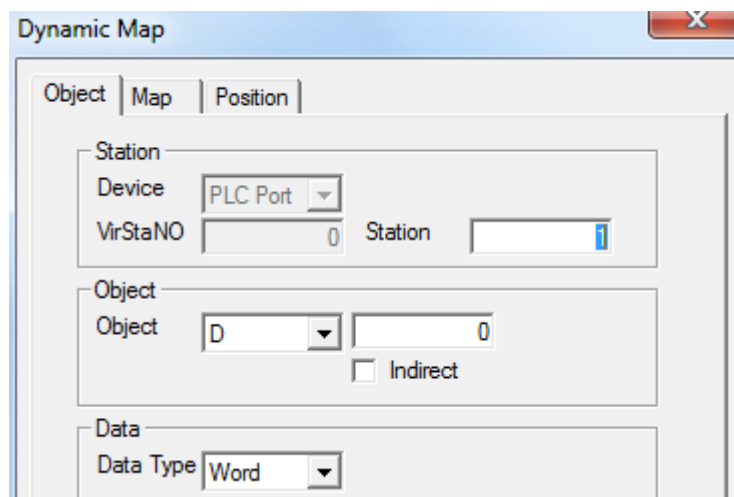 Dynamic Map
Object Map Position
Station
Device PLC Port
VirStaNO 0 Station 1
Object
Object D 0
Indirect
Data
Data Type Word